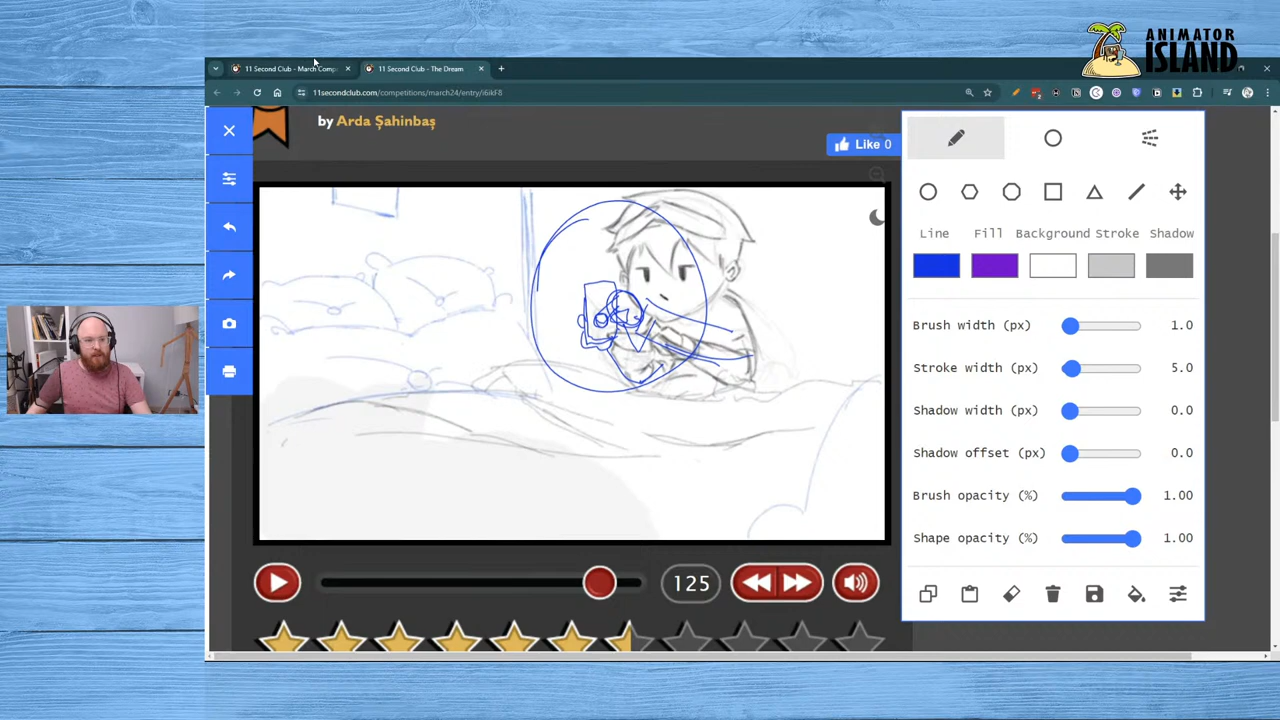 ANIMATOR
ISLAND
11 Second Club - March Comp
11 Second Club - The Dream
11secondclub.com/competitions/march24/entry/i6ikF8
by Arda Şahinbaş
Like 0
Line Fill Background Stroke Shadow
Brush width (px) 1.0
Stroke width (px) 5.0
Shadow width (px) 0.0
Shadow offset (px) 0.0
Brush opacity (%) 1.00
Shape opacity (%) 1.00
125